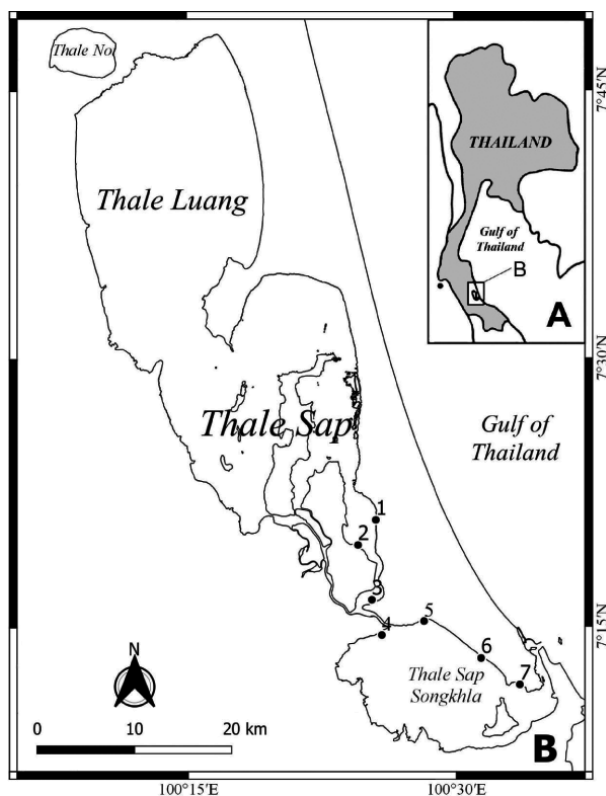 Thale No
Thale Luang
THAILAND
Gulf of
Thailand
B
A
7°45'N
7°30'N
Thale Sap
Gulf of
Thailand
1
2
3
4
5
6
7
7°15'N
Thale Sap
Songkhla
N
0 10 20 km
B
100°15'E
100°30'E